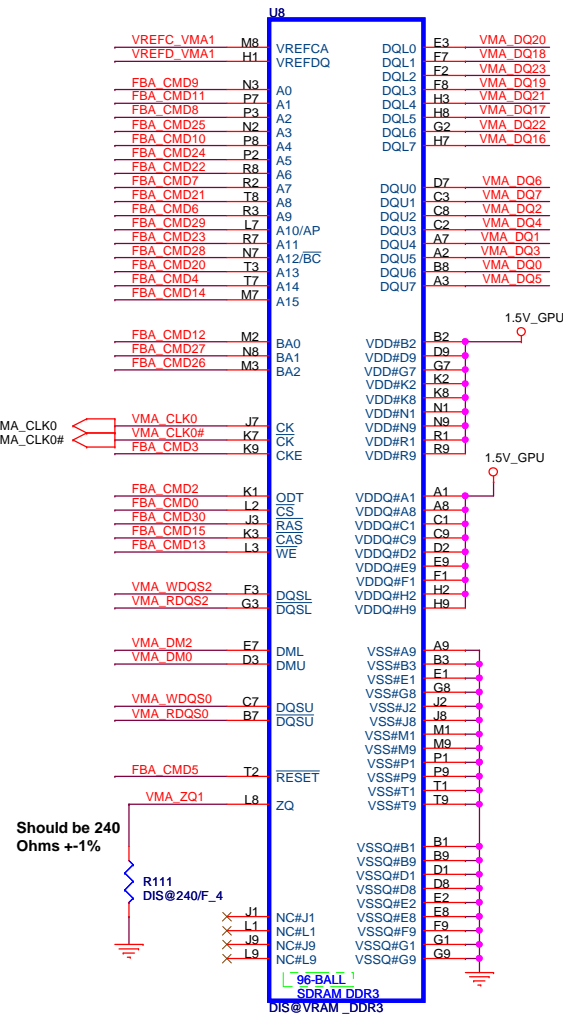 U8
VREFC_VMA1 M8 VREFCA DQL0 E3 VMA_DQ20
VREFD_VMA1 H1 VREFDQ DQL1 F7 VMA_DQ18
DQL2 F2 VMA_DQ23
FBA_CMD9 N3 A0 DQL3 F8 VMA_DQ19
FBA_CMD11 P7 A1 DQL4 H3 VMA_DQ21
FBA_CMD8 P3 A2 DQL5 H8 VMA_DQ17
FBA_CMD25 N2 A3 DQL6 G2 VMA_DQ22
FBA_CMD10 P8 A4 DQL7 H7 VMA_DQ16
FBA_CMD24 P2 A5
FBA_CMD22 R8 A6
FBA_CMD7 R2 A7 DQU0 D7 VMA_DQ6
FBA_CMD21 T8 A8 DQU1 C3 VMA_DQ7
FBA_CMD6 R3 A9 DQU2 C8 VMA_DQ2
FBA_CMD29 L7 A10/AP DQU3 C2 VMA_DQ4
FBA_CMD23 R7 A11 DQU4 A7 VMA_DQ1
FBA_CMD28 N7 A12/BC DQU5 A2 VMA_DQ3
FBA_CMD20 T3 A13 DQU6 B8 VMA_DQ0
FBA_CMD4 T7 A14 DQU7 A3 VMA_DQ5
FBA_CMD14 M7 A15
1.5V_GPU
FBA_CMD12 M2 BA0 VDD#B2 B2
FBA_CMD27 N8 BA1 VDD#D9 D9
FBA_CMD26 M3 BA2 VDD#G7 G7
VDD#K2 K2
VDD#K8 K8
VDD#N1 N1
MA_CLK0 VMA_CLK0 J7 CK VDD#N9 N9
MA_CLK0# VMA_CLK0# K7 CK VDD#R1 R1
FBA_CMD3 K9 CKE VDD#R9 R9
1.5V_GPU
FBA_CMD2 K1 ODT VDDQ#A1 A1
FBA_CMD0 L2 CS VDDQ#A8 A8
FBA_CMD30 J3 RAS VDDQ#C1 C1
FBA_CMD15 K3 CAS VDDQ#C9 C9
FBA_CMD13 L3 WE VDDQ#D2 D2
VDDQ#E9 E9
VDDQ#F1 F1
VMA_WDQS2 F3 DQSL VDDQ#H2 H2
VMA_RDQS2 G3 DQSL VDDQ#H9 H9
VMA_DM2 E7 DML VSS#A9 A9
VMA_DM0 D3 DMU VSS#B3 B3
VSS#E1 E1
VSS#G8 G8
VMA_WDQS0 C7 DQSU VSS#J2 J2
VMA_RDQS0 B7 DQSU VSS#J8 J8
VSS#M1 M1
VSS#M9 M9
VSS#P1 P1
FBA_CMD5 T2 RESET VSS#P9 P9
VSS#T1 T1
VMA_ZQ1 L8 ZQ VSS#T9 T9
Should be 240
Ohms +-1%
VSSQ#B1 B1
VSSQ#B9 B9
VSSQ#D1 D1
R111 VSSQ#D8 D8
DIS@240/F_4 VSSQ#E2 E2
J1 NC#J1 VSSQ#E8 E8
L1 NC#L1 VSSQ#F9 F9
J9 NC#J9 VSSQ#G1 G1
L9 NC#L9 VSSQ#G9 G9
96-BALL
SDRAM DDR3
DIS@VRAM _DDR3